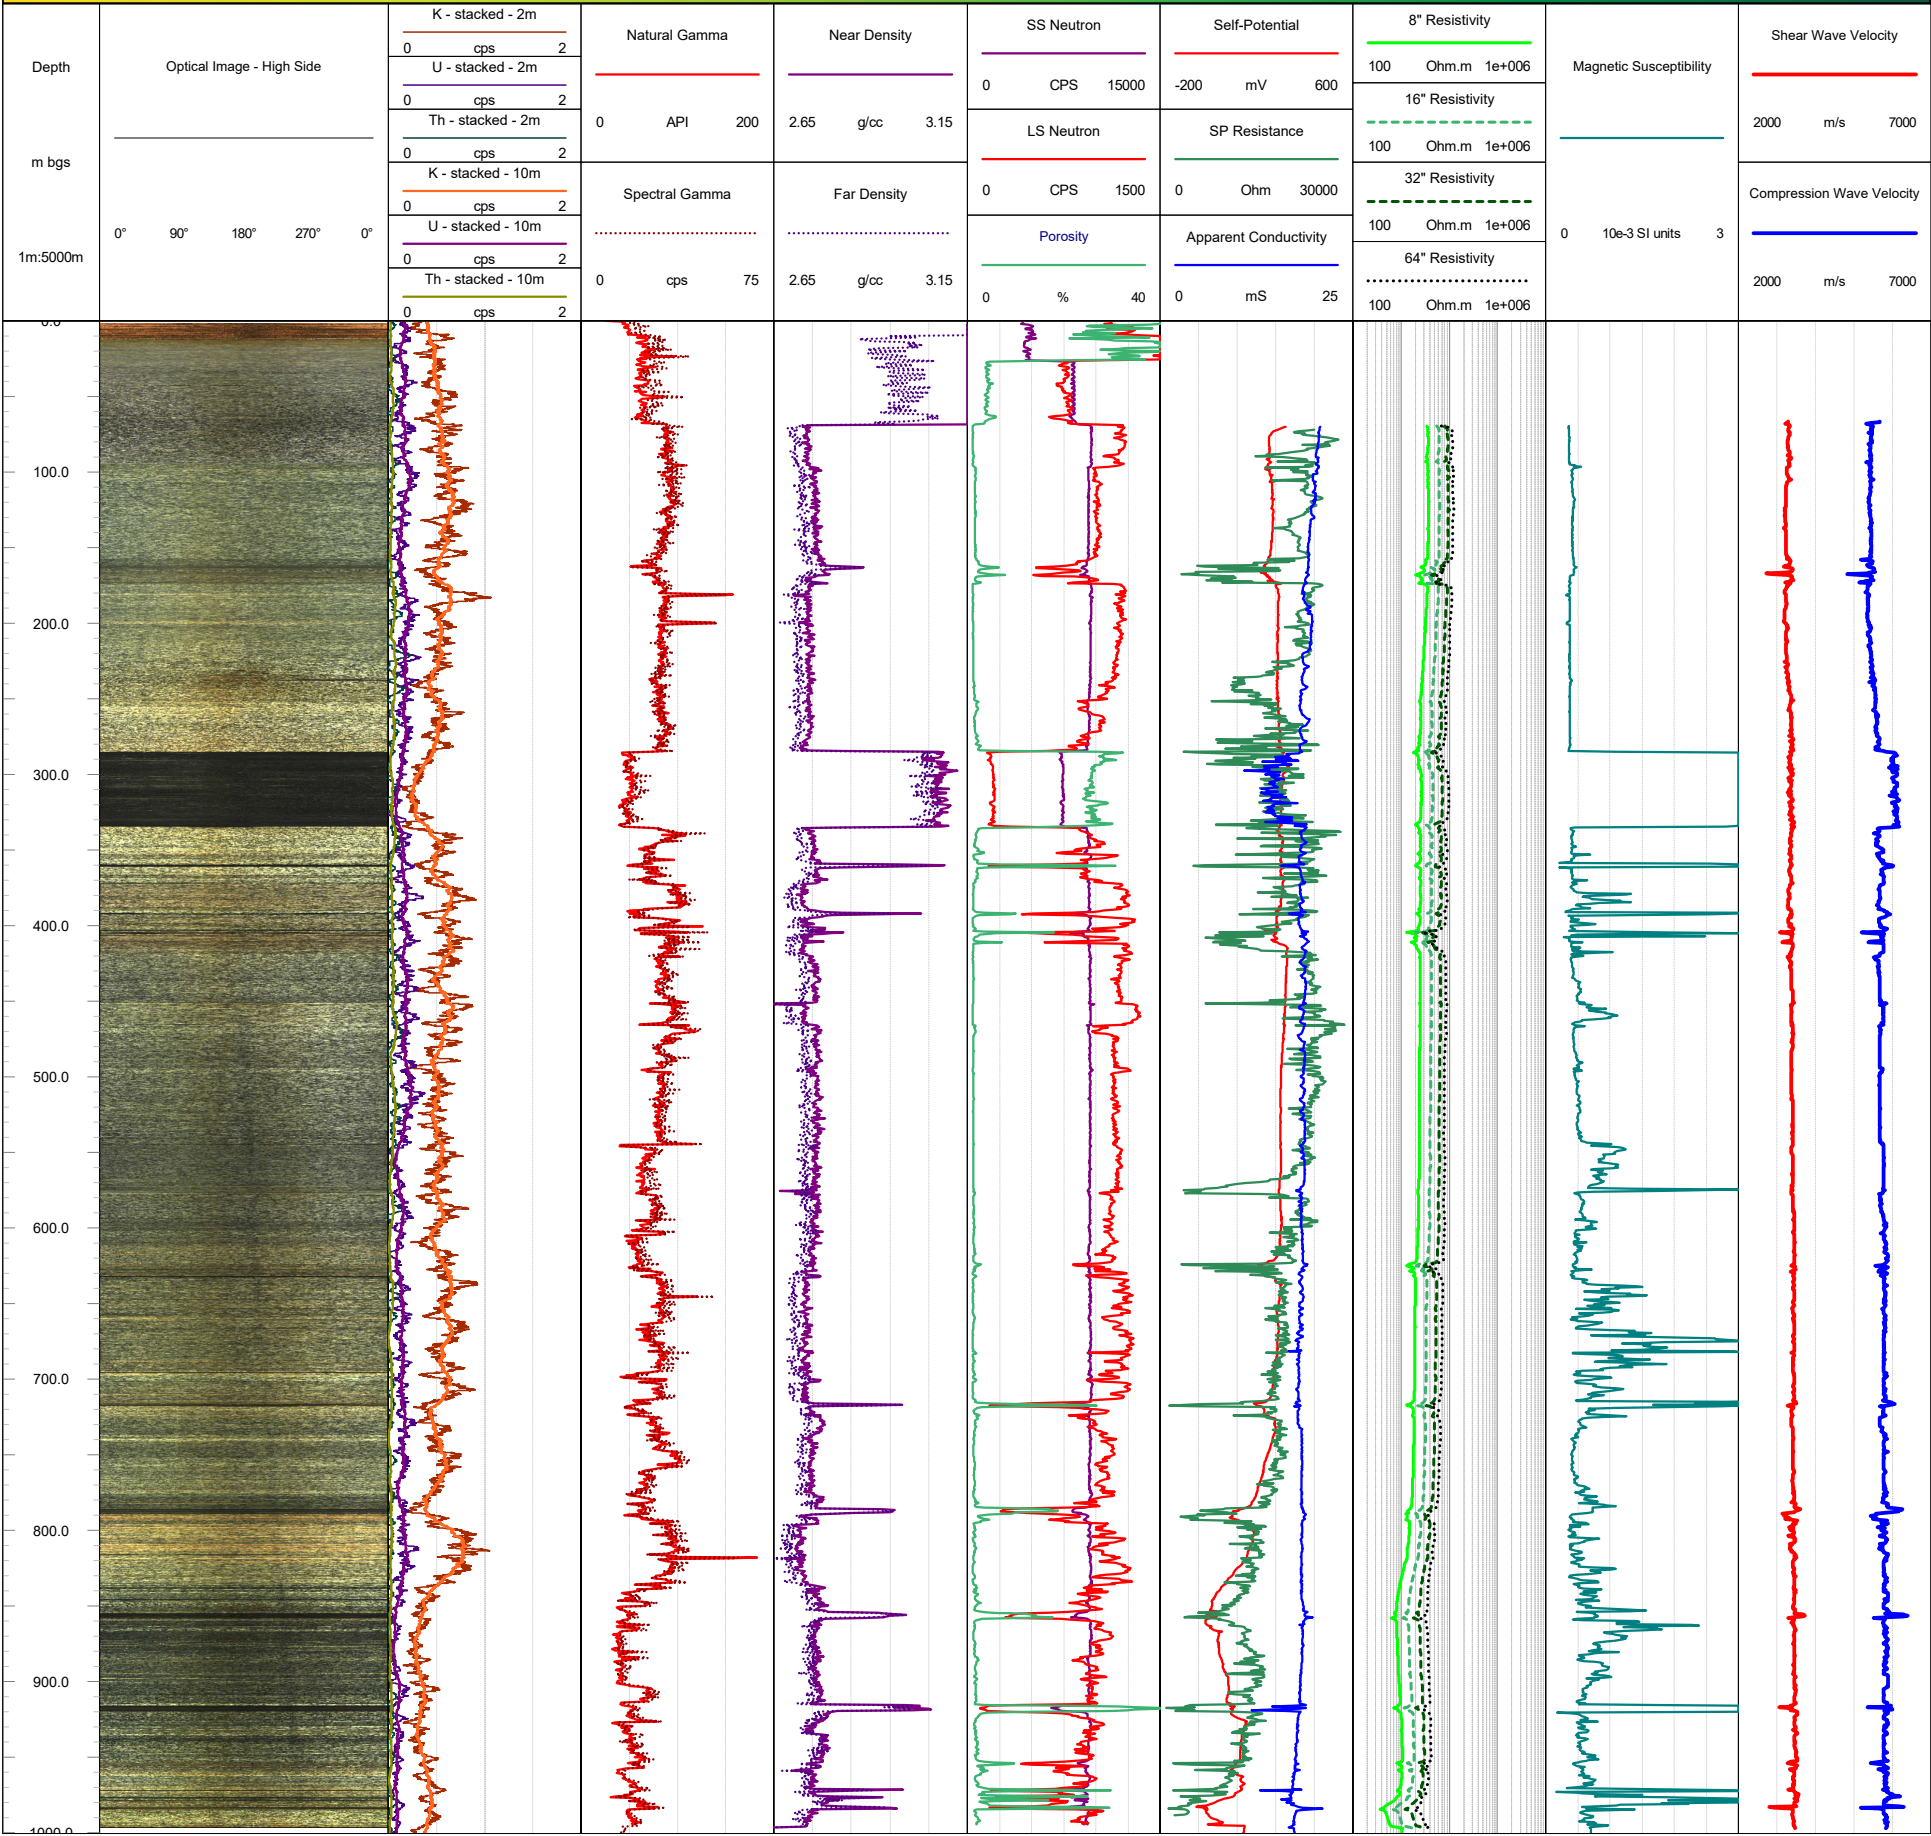 Depth
m bgs
1m:5000m
Optical Image - High Side
0° 90° 180° 270° 0°
K - stacked - 2m
0 cps 2
U - stacked - 2m
0 cps 2
Th - stacked - 2m
0 cps 2
K - stacked - 10m
0 cps 2
U - stacked - 10m
0 cps 2
Th - stacked - 10m
0 cps 2
Natural Gamma
0 API 200
Spectral Gamma
0 cps 75
Near Density
2.65 g/cc 3.15
Far Density
2.65 g/cc 3.15
SS Neutron
0 CPS 15000
LS Neutron
0 CPS 1500
Porosity
0 % 40
Self-Potential
-200 mV 600
SP Resistance
0 Ohm 30000
Apparent Conductivity
0 mS 25
8" Resistivity
100 Ohm.m 1e+006
16" Resistivity
100 Ohm.m 1e+006
32" Resistivity
100 Ohm.m 1e+006
64" Resistivity
100 Ohm.m 1e+006
Magnetic Susceptibility
0 10e-3 SI units 3
Shear Wave Velocity
2000 m/s 7000
Compression Wave Velocity
2000 m/s 7000
0.0
100.0
200.0
300.0
400.0
500.0
600.0
700.0
800.0
900.0
1000.0